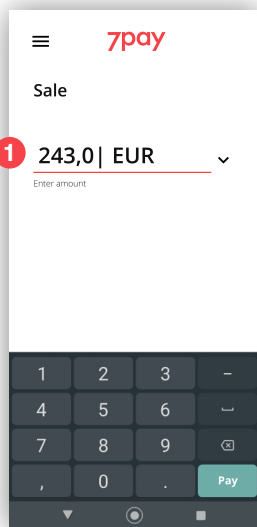 7pay
Sale
1
243,0| EUR
Enter amount
1 2 3 –
4 5 6
7 8 9
, 0 . Pay